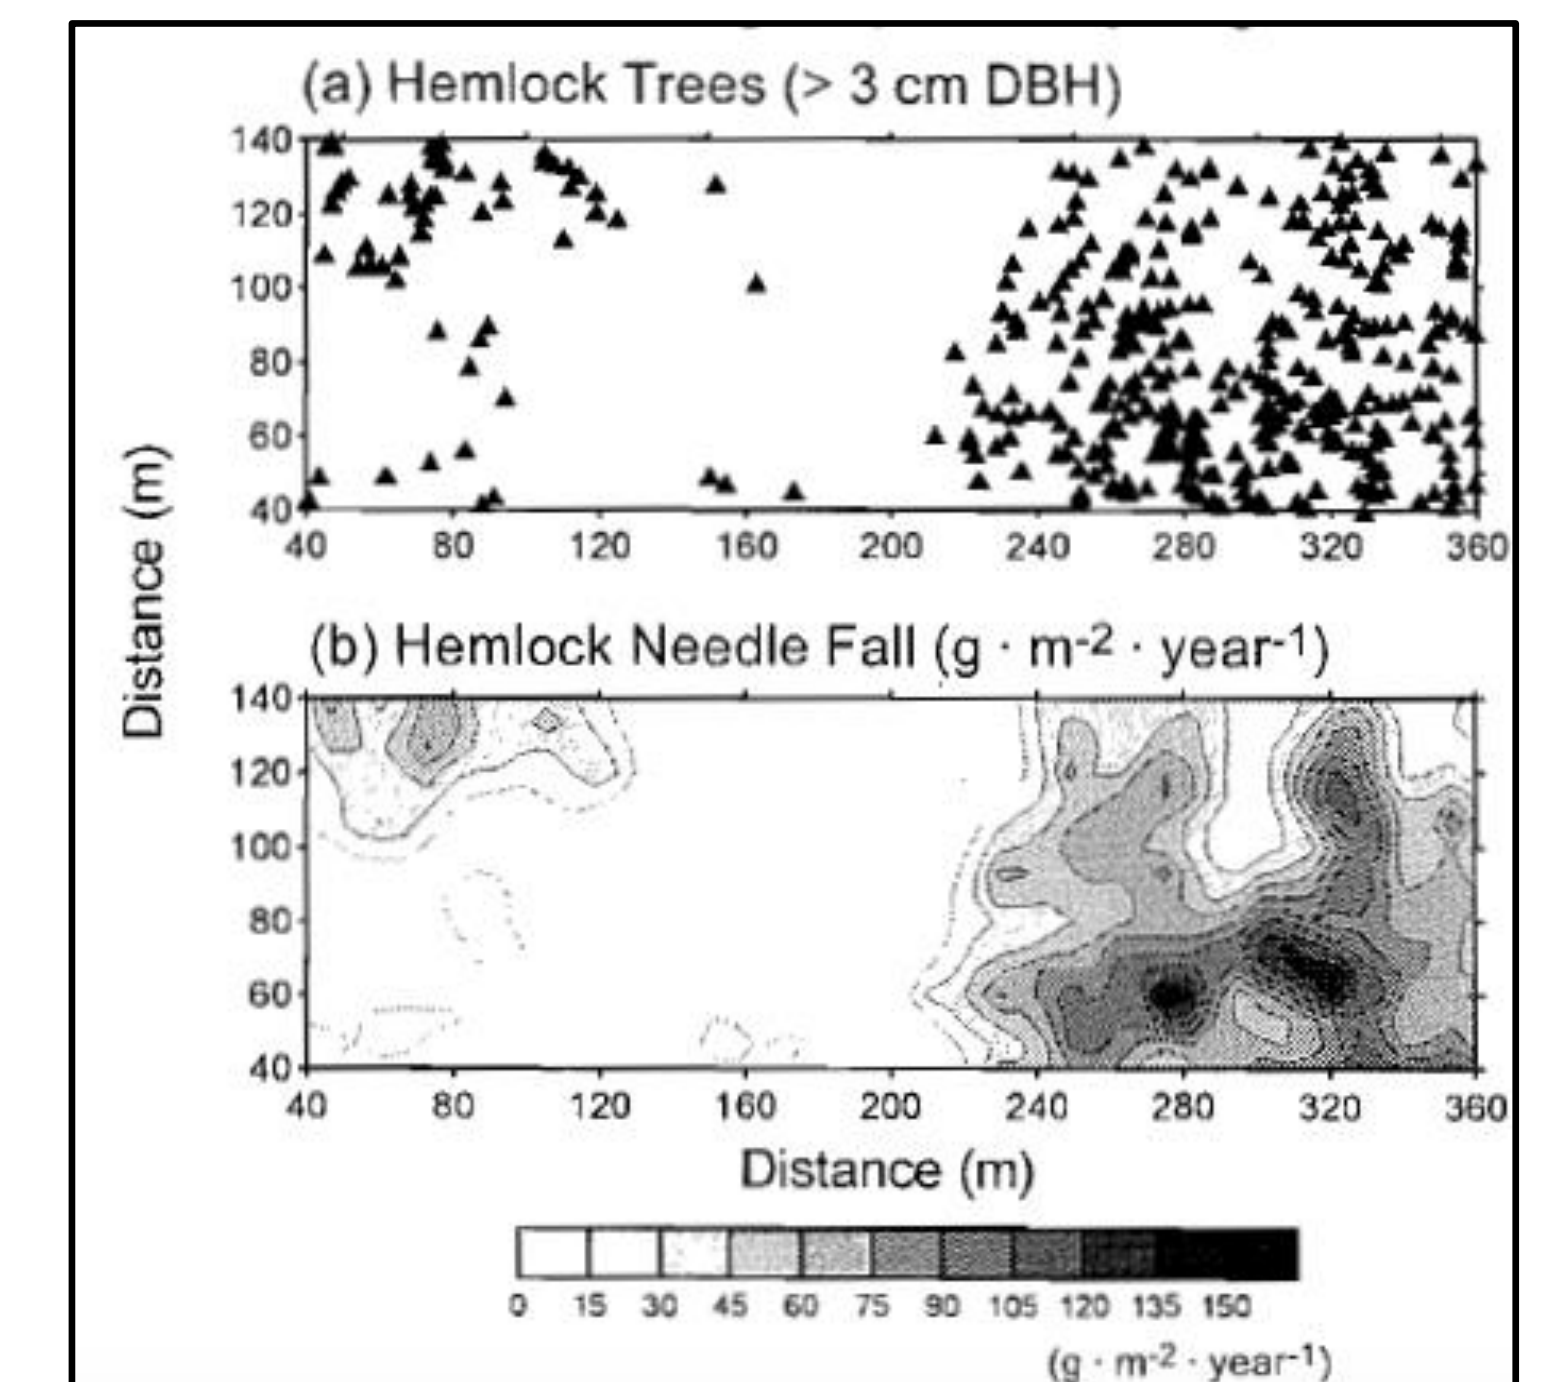 (a) Hemlock Trees (> 3 cm DBH)
140
120
100
80
60
40
40 80 120 160 200 240 280 320 360
Distance (m)
(b) Hemlock Needle Fall (g · m-2 · year-1)
140
120
100
80
60
40
40 80 120 160 200 240 280 320 360
Distance (m)
0 15 30 45 60 75 90 105 120 135 150
(g · m-2 · year-1)